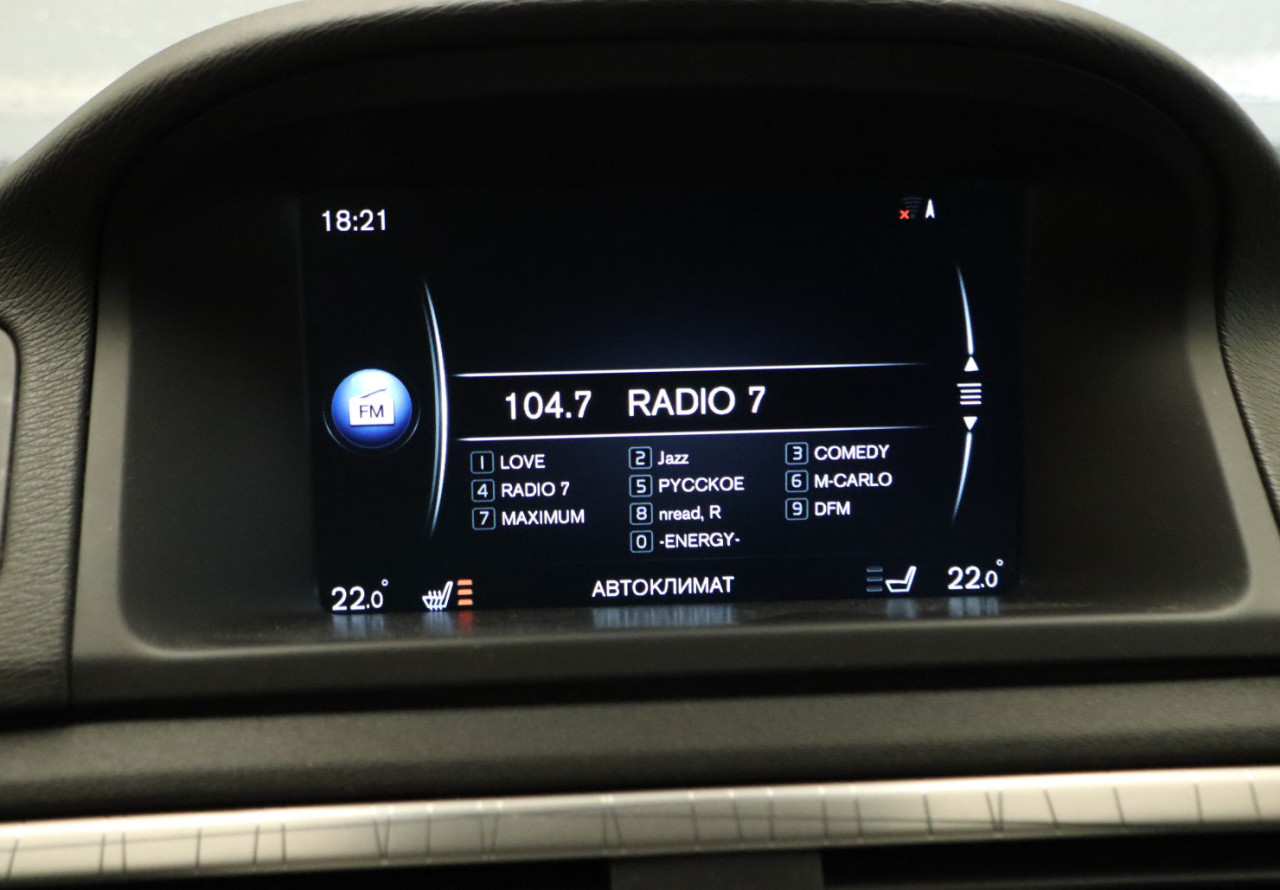 18:21
FM
104.7 RADIO 7
1 LOVE 2 Jazz 3 COMEDY
4 RADIO 7 5 РУССКОЕ 6 M-CARLO
7 MAXIMUM 8 nread, R 9 DFM
0 -ENERGY-
22.0° АВТОКЛИМАТ 22.0°